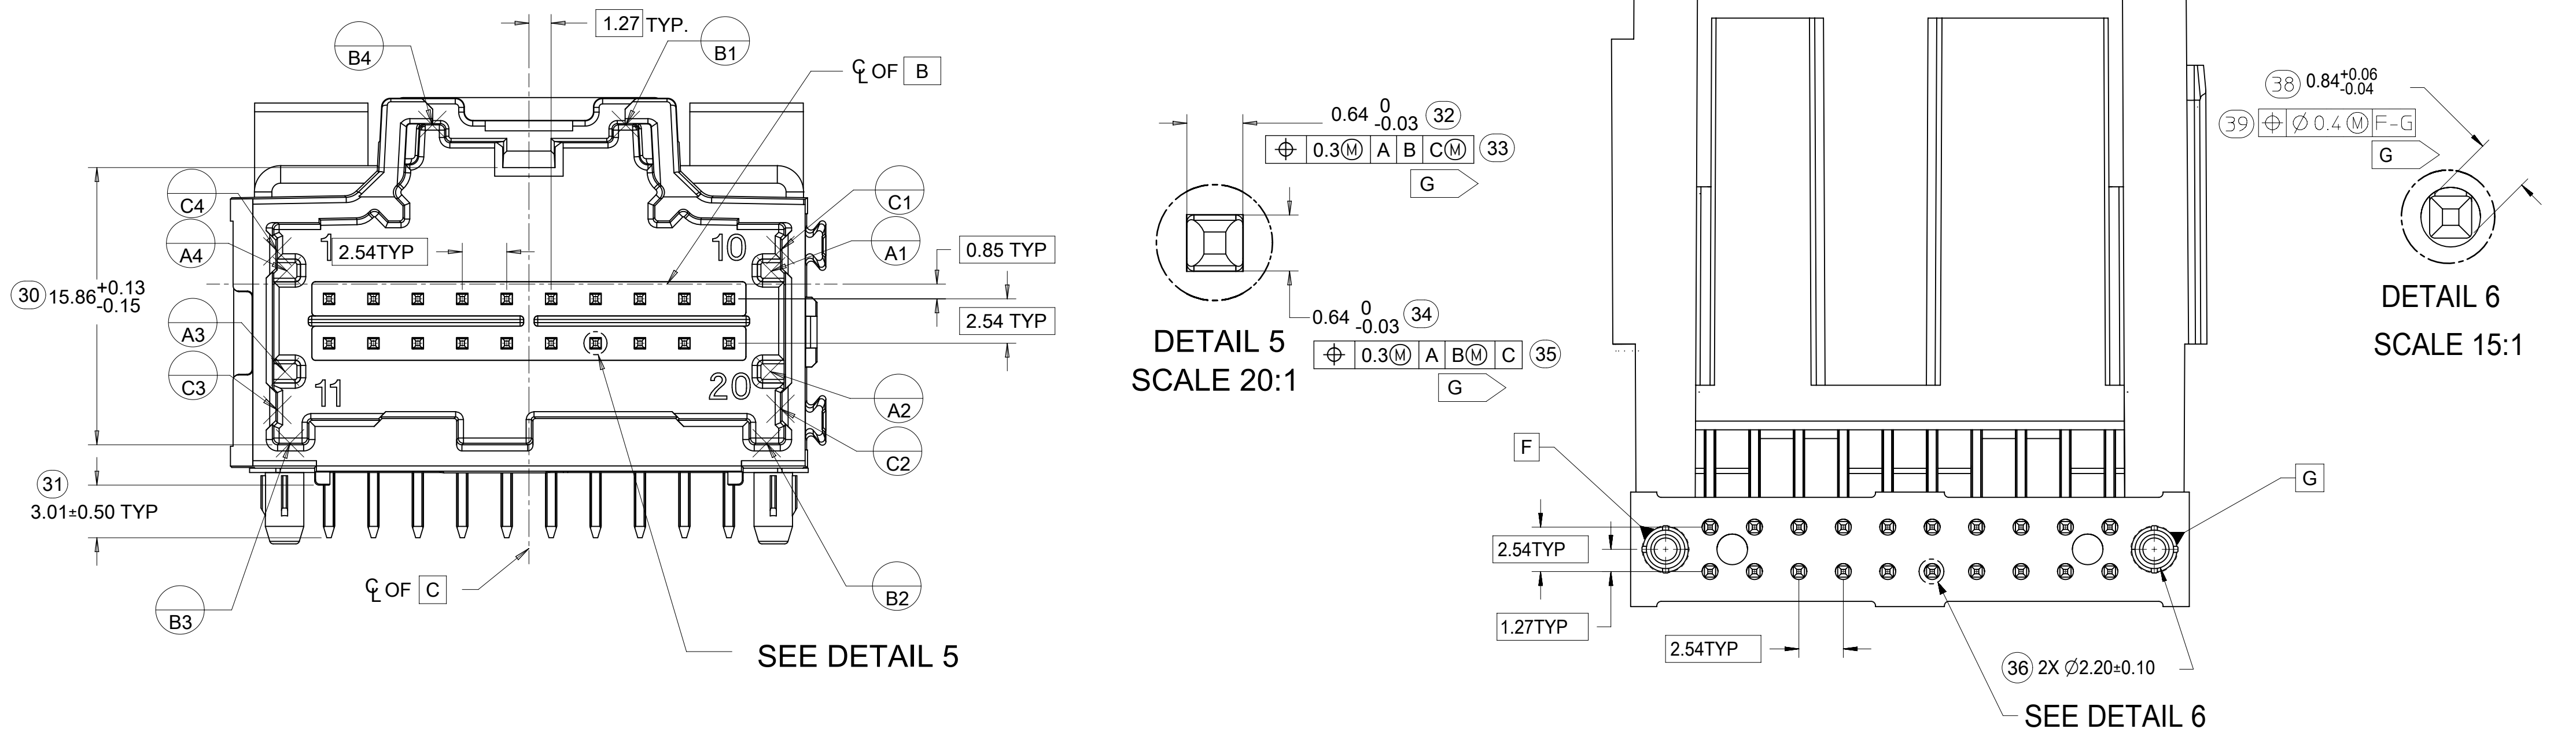 1.27 TYP.
B4
B1
℄ OF B
C4
C1
A4
A1
1
2.54TYP
10
0.85 TYP
30 15.86 +0.13 -0.15
2.54 TYP
A3
C3
11
20
A2
C2
31
3.01±0.50 TYP
℄ OF C
B3
B2
SEE DETAIL 5
0.64 0 -0.03 32
⌖ 0.3Ⓜ A B CⓂ 33
G
0.64 0 -0.03 34
⌖ 0.3Ⓜ A BⓂ C 35
G
DETAIL 5
SCALE 20:1
F
G
2.54TYP
1.27TYP
2.54TYP
36 2X ∅2.20±0.10
SEE DETAIL 6
38 0.84 +0.06 -0.04
39 ⌖ ∅0.4Ⓜ F-G
G
DETAIL 6
SCALE 15:1